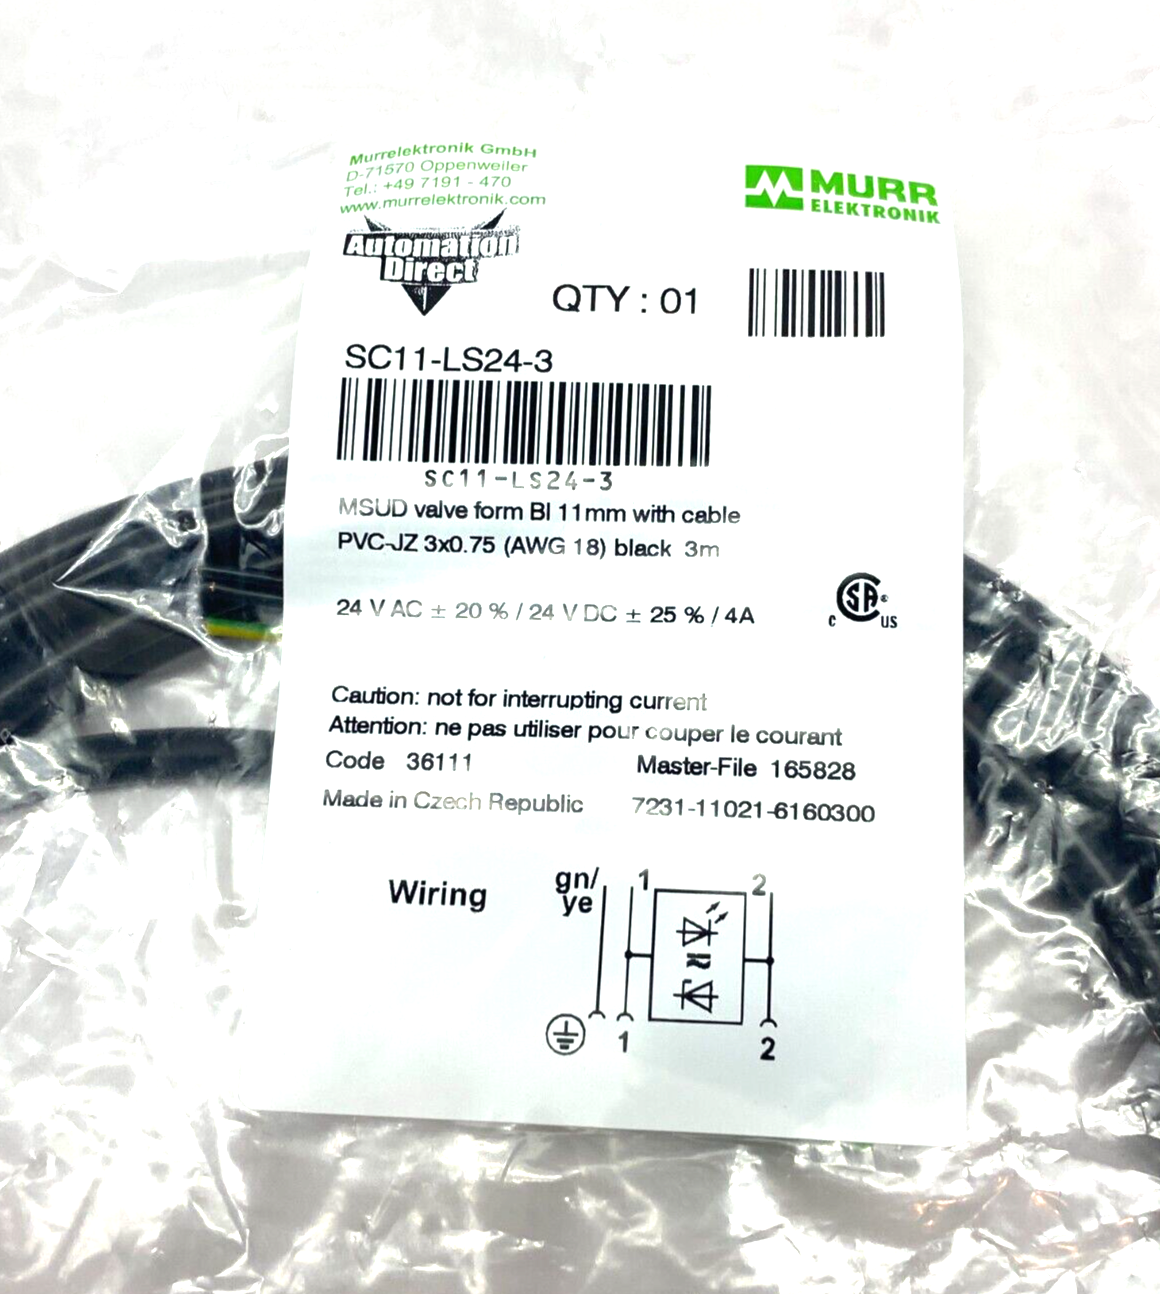 Murrelektronik GmbH
D-71570 Oppenweiler
Tel.: +49 7191 - 470
www.murrelektronik.com
MURR
ELEKTRONIK
Automation
Direct
QTY : 01
SC11-LS24-3
SC11-LS24-3
MSUD valve form BI 11mm with cable
PVC-JZ 3x0.75 (AWG 18) black 3m
24 V AC ± 20 % / 24 V DC ± 25 % / 4A
C SA ® US
Caution: not for interrupting current
Attention: ne pas utiliser pour couper le courant
Code 36111 Master-File 165828
Made in Czech Republic 7231-11021-6160300
Wiring
gn/
ye
1 2
R
1 2